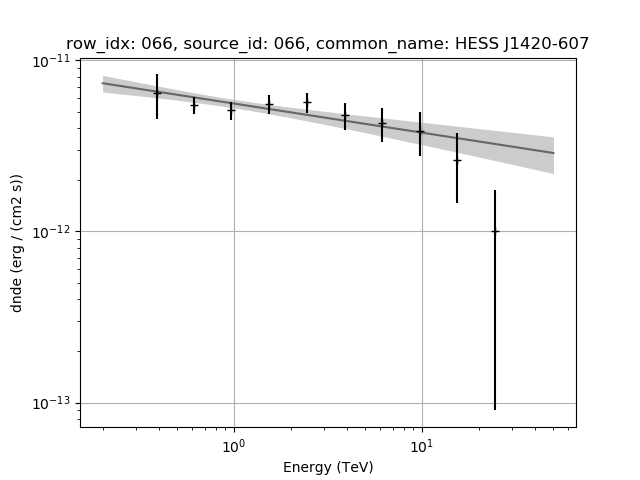 row_idx: 066, source_id: 066, common_name: HESS J1420-607
dnde (erg / (cm2 s))
10⁻¹¹
10⁻¹²
10⁻¹³
10⁰ 10¹
Energy (TeV)